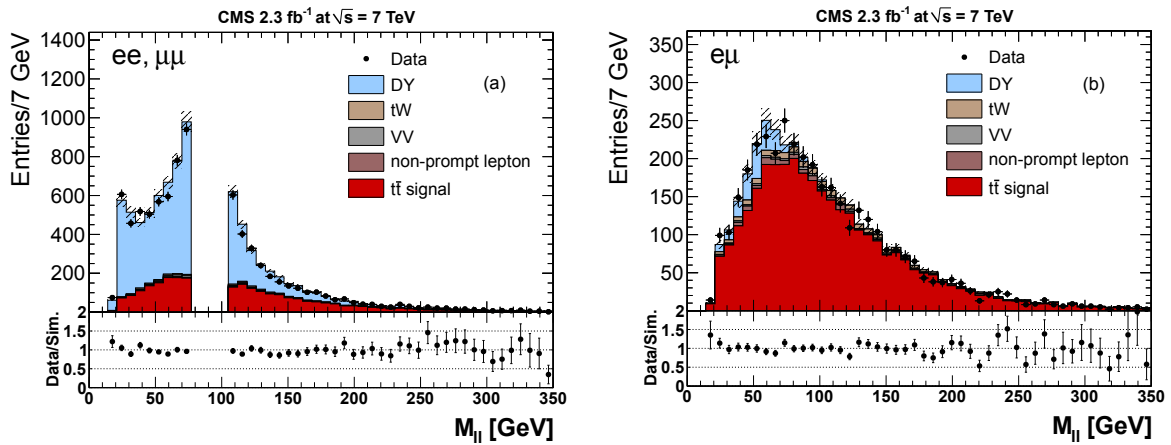 CMS 2.3 fb⁻¹ at √s = 7 TeV
Entries/7 GeV
1400
1200
1000
800
600
400
200
ee, μμ
(a)
Data
DY
tW
VV
non-prompt lepton
tt̄ signal
Data/Sim.
2
1.5
1
0.5
0 50 100 150 200 250 300 350
M_ll [GeV]
CMS 2.3 fb⁻¹ at √s = 7 TeV
Entries/7 GeV
350
300
250
200
150
100
50
eμ
(b)
Data
DY
tW
VV
non-prompt lepton
tt̄ signal
Data/Sim.
2
1.5
1
0.5
0
0 50 100 150 200 250 300 350
M_ll [GeV]